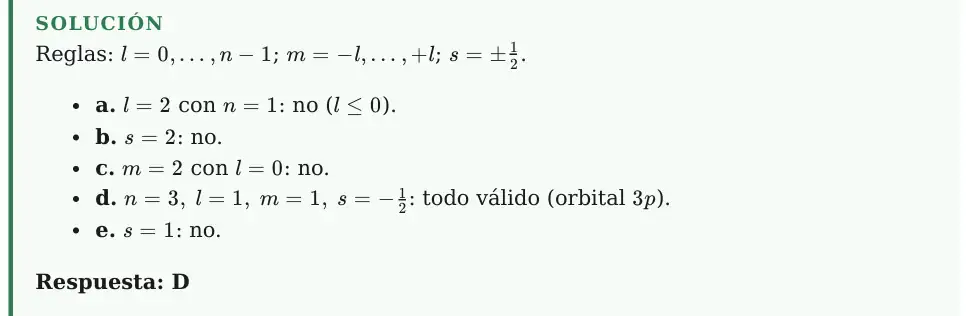 SOLUCIÓN
Reglas: l = 0, . . . , n − 1; m = −l, . . . , +l; s = ±1/2.
• a. l = 2 con n = 1: no (l ≤ 0).
• b. s = 2: no.
• c. m = 2 con l = 0: no.
• d. n = 3, l = 1, m = 1, s = −1/2: todo válido (orbital 3p).
• e. s = 1: no.
Respuesta: D